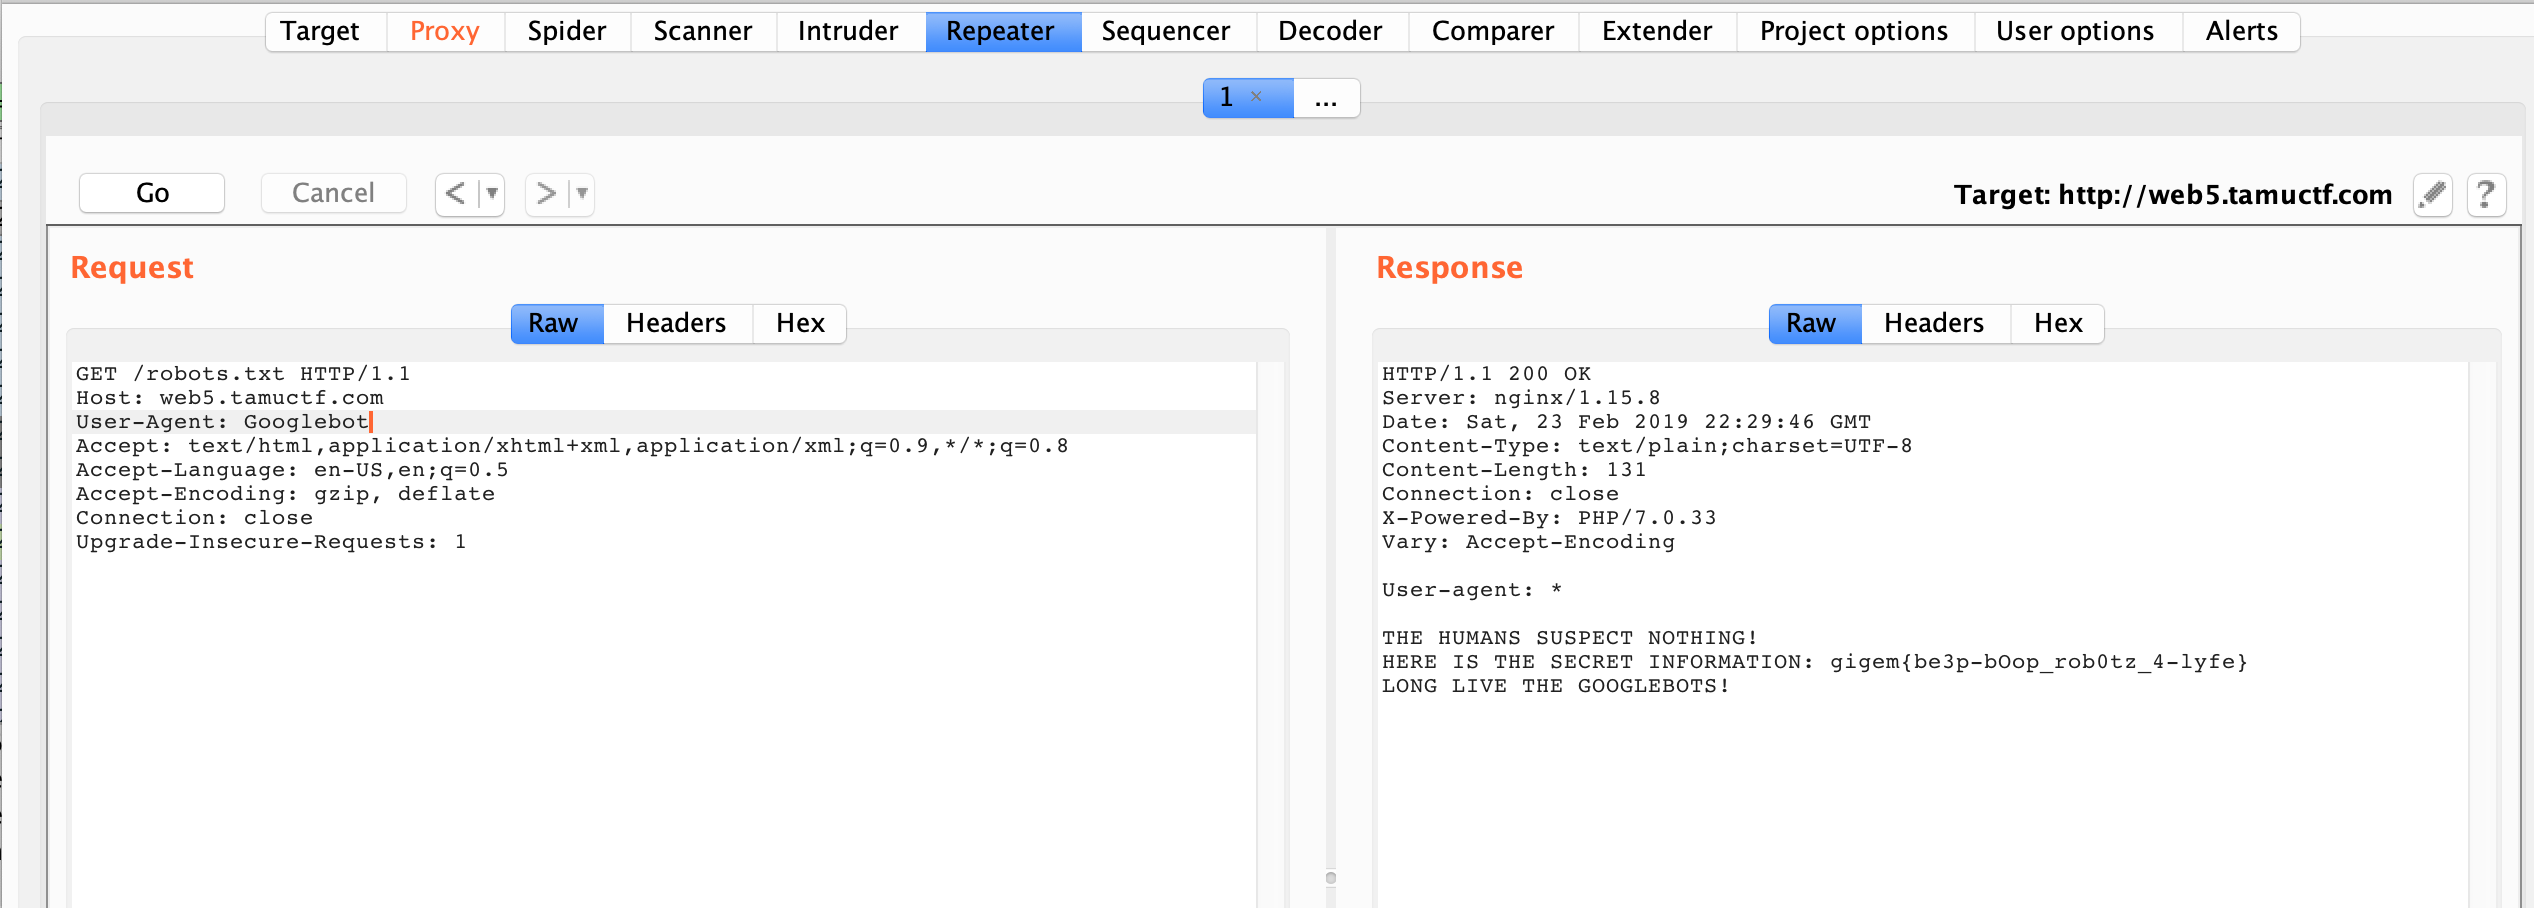 Target Proxy Spider Scanner Intruder Repeater Sequencer Decoder Comparer Extender Project options User options Alerts
1 × ...
Go Cancel < > Target: http://web5.tamuctf.com ?
Request
Raw Headers Hex
GET /robots.txt HTTP/1.1
Host: web5.tamuctf.com
User-Agent: Googlebot
Accept: text/html,application/xhtml+xml,application/xml;q=0.9,*/*;q=0.8
Accept-Language: en-US,en;q=0.5
Accept-Encoding: gzip, deflate
Connection: close
Upgrade-Insecure-Requests: 1
Response
Raw Headers Hex
HTTP/1.1 200 OK
Server: nginx/1.15.8
Date: Sat, 23 Feb 2019 22:29:46 GMT
Content-Type: text/plain;charset=UTF-8
Content-Length: 131
Connection: close
X-Powered-By: PHP/7.0.33
Vary: Accept-Encoding
User-agent: *
THE HUMANS SUSPECT NOTHING!
HERE IS THE SECRET INFORMATION: gigem{be3p-bOop_rob0tz_4-lyfe}
LONG LIVE THE GOOGLEBOTS!